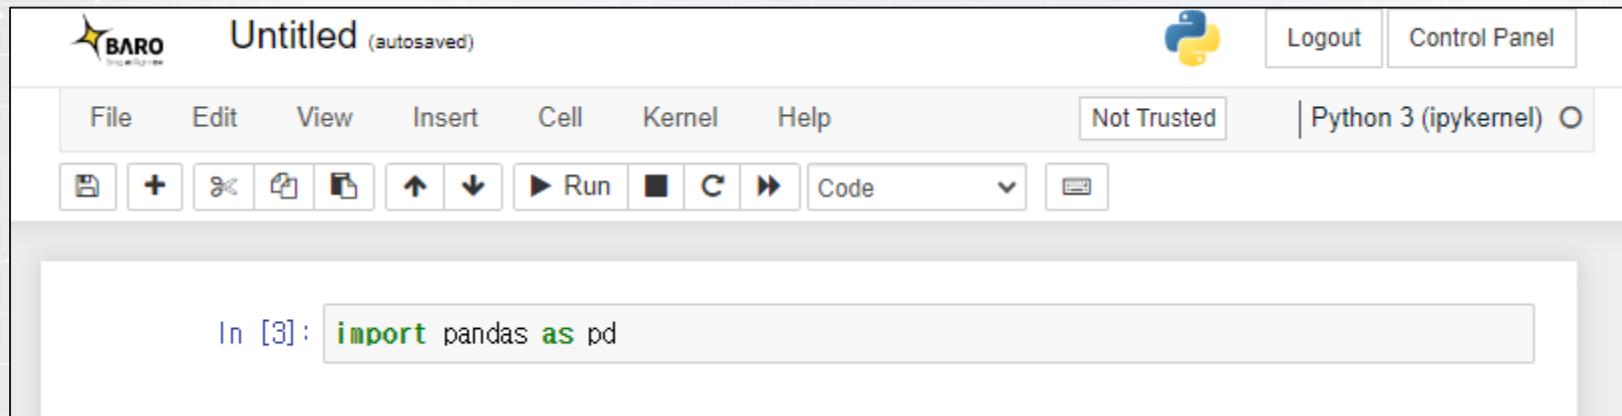 BARO
Untitled (autosaved)
Logout
Control Panel
File Edit View Insert Cell Kernel Help
Not Trusted
Python 3 (ipykernel)
Run
Code
In [3]: import pandas as pd